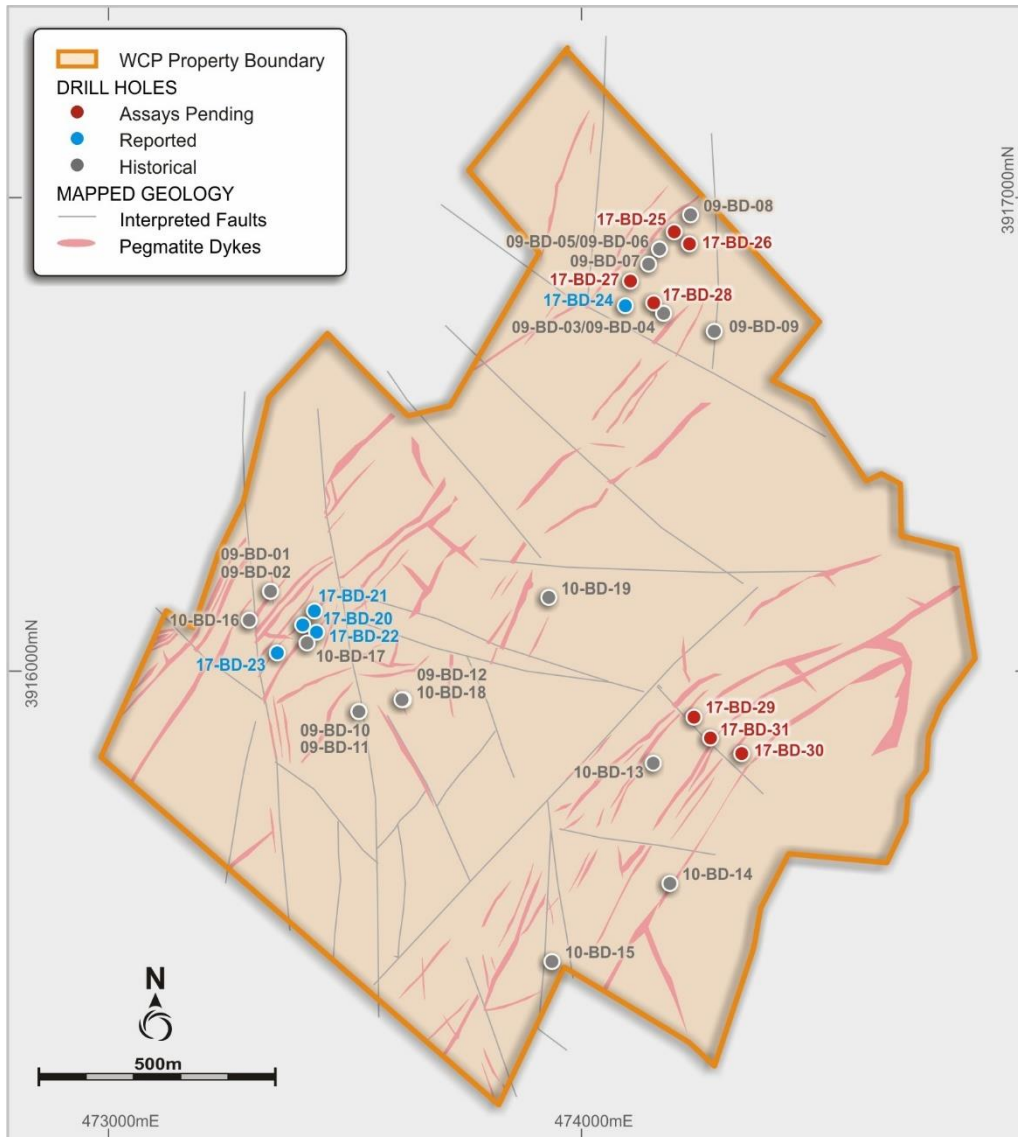 WCP Property Boundary
DRILL HOLES
Assays Pending
Reported
Historical
MAPPED GEOLOGY
Interpreted Faults
Pegmatite Dykes
3917000mN
09-BD-08
17-BD-25
17-BD-26
09-BD-05/09-BD-06
09-BD-07
17-BD-27
17-BD-28
17-BD-24
09-BD-03/09-BD-04
09-BD-09
09-BD-01
09-BD-02
17-BD-21
10-BD-19
10-BD-16
17-BD-20
17-BD-22
3916000mN
17-BD-23
10-BD-17
09-BD-12
10-BD-18
17-BD-29
09-BD-10
09-BD-11
17-BD-31
17-BD-30
10-BD-13
10-BD-14
10-BD-15
N
500m
473000mE
474000mE